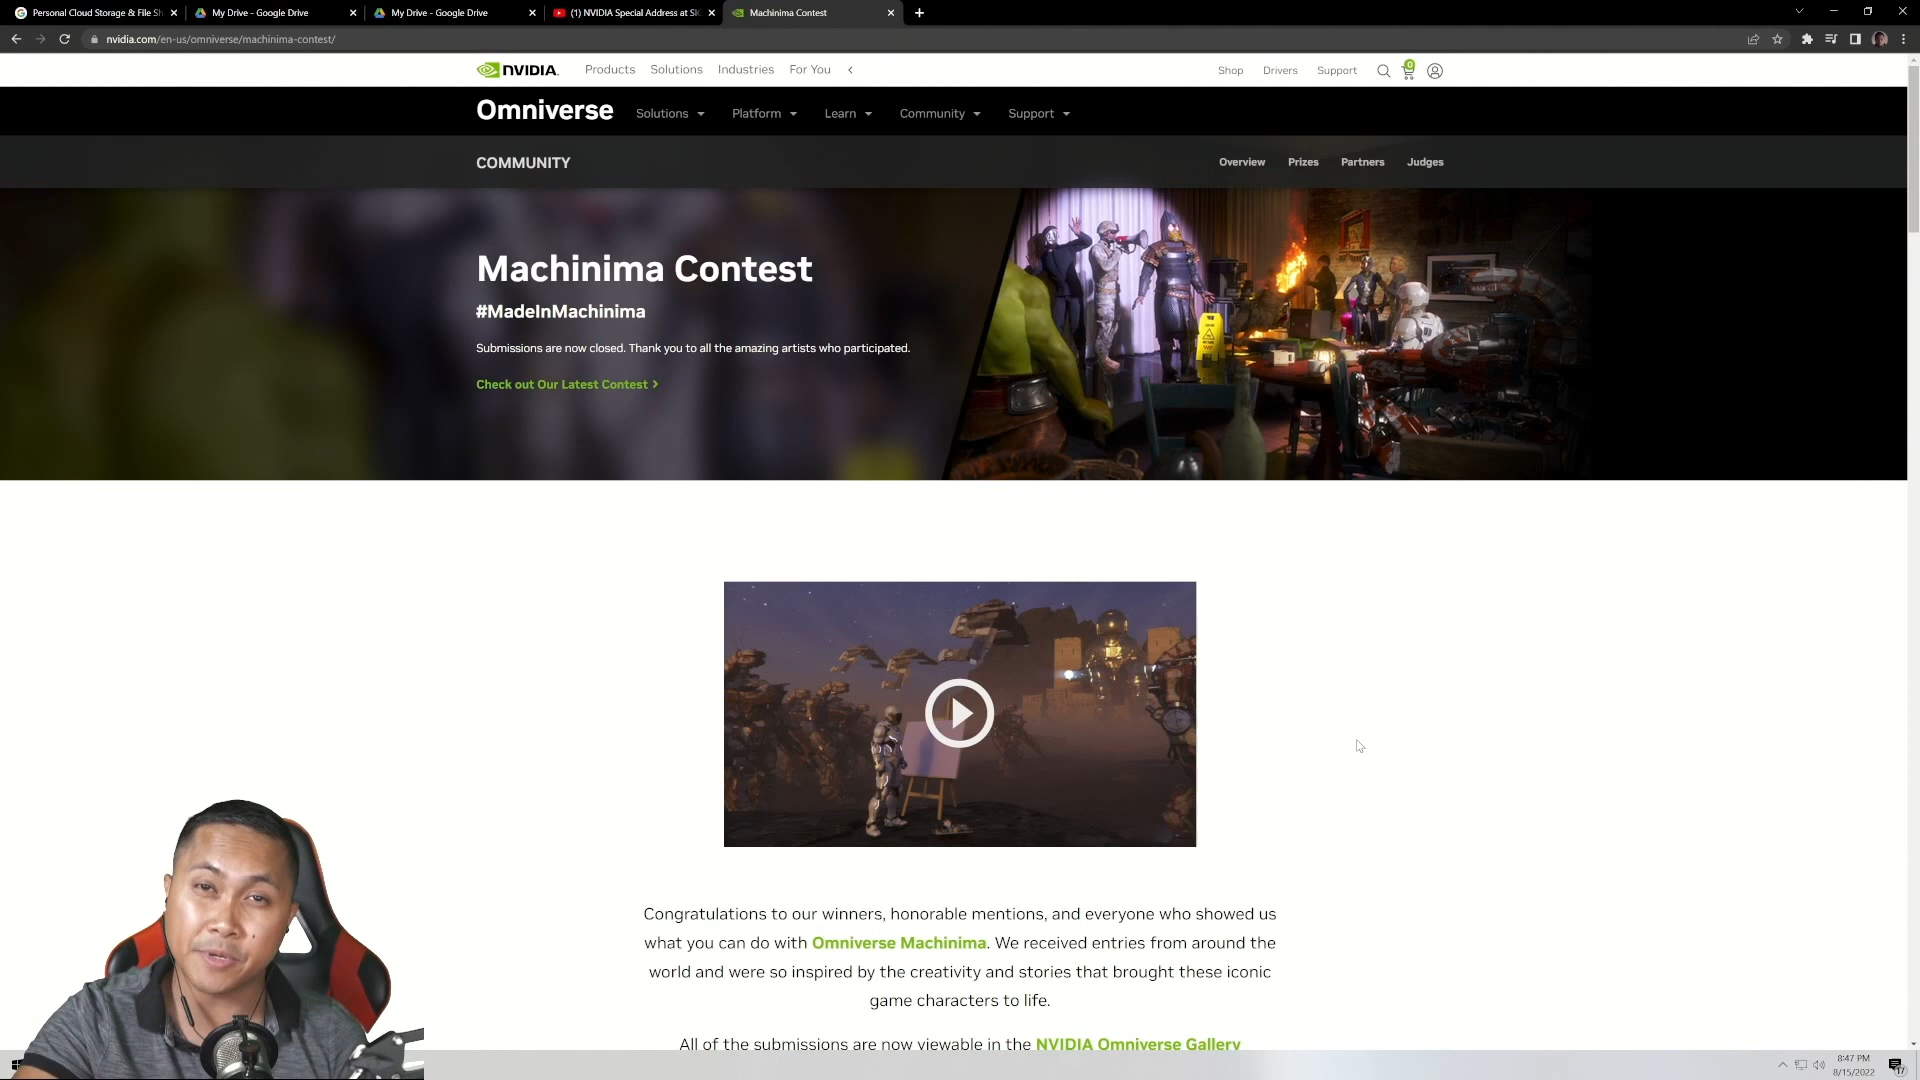 Personal Cloud Storage & File Sh
My Drive - Google Drive
My Drive - Google Drive
(1) NVIDIA Special Address at SIG
Machinima Contest
nvidia.com/en-us/omniverse/machinima-contest/
NVIDIA.
Products
Solutions
Industries
For You
Shop
Drivers
Support
0
Omniverse
Solutions
Platform
Learn
Community
Support
COMMUNITY
Overview
Prizes
Partners
Judges
Machinima Contest
#MadeInMachinima
Submissions are now closed. Thank you to all the amazing artists who participated.
Check out Our Latest Contest
Congratulations to our winners, honorable mentions, and everyone who showed us
what you can do with Omniverse Machinima. We received entries from around the
world and were so inspired by the creativity and stories that brought these iconic
game characters to life.
All of the submissions are now viewable in the NVIDIA Omniverse Gallery
8:47 PM
8/15/2022
17